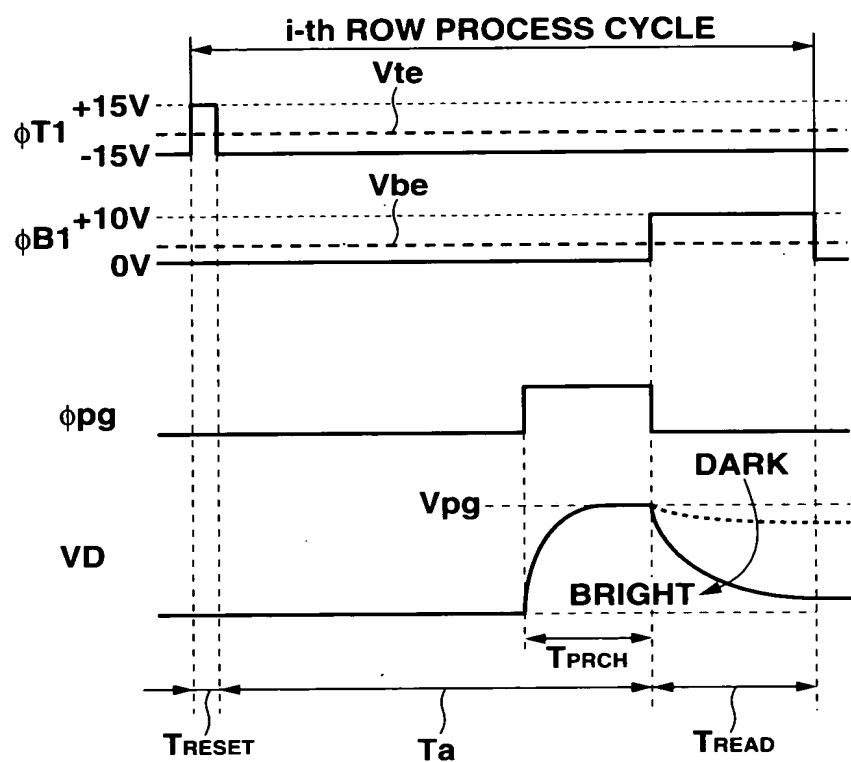 i-th ROW PROCESS CYCLE
Vte
+15V
ϕT1
-15V
Vbe
+10V
ϕB1
0V
ϕpg
DARK
Vpg
VD
BRIGHT
TPRCH
TRESET
Ta
TREAD